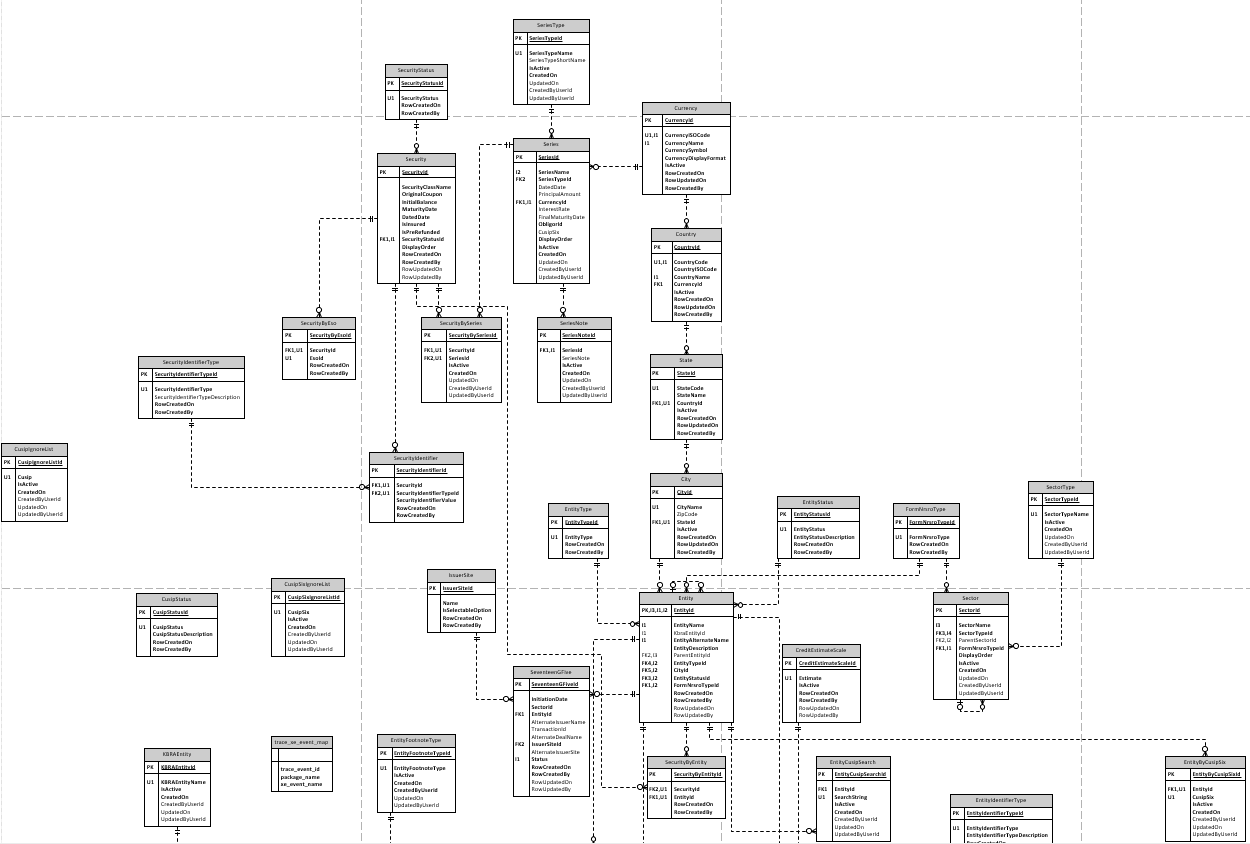 SeriesType
PK SeriesTypeId
U1 SeriesTypeName
SeriesTypeShortName
IsActive
CreatedOn
UpdatedOn
CreatedByUserId
UpdatedByUserId
SecurityStatus
PK SecurityStatusId
U1 SecurityStatus
RowCreatedOn
RowCreatedBy
Currency
PK CurrencyId
U1,I1 CurrencyISOCode
I1 CurrencyName
CurrencySymbol
CurrencyDisplayFormat
IsActive
RowCreatedOn
RowUpdatedOn
RowCreatedBy
Security
PK SecurityId
SecurityClassName
OriginalCoupon
InitialBalance
MaturityDate
DatedDate
IsInsured
IsPreRefunded
FK1,I1 SecurityStatusId
DisplayOrder
RowCreatedOn
RowCreatedBy
RowUpdatedOn
RowUpdatedBy
Series
PK SeriesId
I2 SeriesName
FK2 SeriesTypeId
DatedDate
PrincipalAmount
FK1,I1 CurrencyId
InterestRate
FinalMaturityDate
ObligorId
CusipSix
DisplayOrder
IsActive
CreatedOn
UpdatedOn
CreatedByUserId
UpdatedByUserId
Country
PK CountryId
U1,I1 CountryCode
CountryISOCode
I1 CountryName
FK1 CurrencyId
IsActive
RowCreatedOn
RowUpdatedOn
RowCreatedBy
SecurityByEso
PK SecurityByEsoId
FK1,U1 SecurityId
U1 EsoId
RowCreatedOn
RowCreatedBy
SecurityBySeries
PK SecurityBySeriesId
FK1,U1 SecurityId
FK2,U1 SeriesId
IsActive
CreatedOn
UpdatedOn
CreatedByUserId
UpdatedByUserId
SeriesNote
PK SeriesNoteId
FK1,I1 SeriesId
SeriesNote
IsActive
CreatedOn
UpdatedOn
CreatedByUserId
UpdatedByUserId
SecurityIdentifierType
PK SecurityIdentifierTypeId
U1 SecurityIdentifierType
SecurityIdentifierTypeDescription
RowCreatedOn
RowCreatedBy
State
PK StateId
U1 StateCode
StateName
FK1,U1 CountryId
IsActive
RowCreatedOn
RowUpdatedOn
RowCreatedBy
CusipIgnoreList
PK CusipIgnoreListId
U1 Cusip
IsActive
CreatedOn
CreatedByUserId
UpdatedOn
UpdatedByUserId
SecurityIdentifier
PK SecurityIdentifierId
FK1,U1 SecurityId
FK2,U1 SecurityIdentifierTypeId
SecurityIdentifierValue
RowCreatedOn
RowCreatedBy
City
PK CityId
U1 CityName
ZipCode
FK1,U1 StateId
IsActive
RowCreatedOn
RowUpdatedOn
RowCreatedBy
EntityType
PK EntityTypeId
U1 EntityType
RowCreatedOn
RowCreatedBy
EntityStatus
PK EntityStatusId
U1 EntityStatus
EntityStatusDescription
RowCreatedOn
RowCreatedBy
FormNrsroType
PK FormNrsroTypeId
U1 FormNrsroType
RowCreatedOn
RowCreatedBy
SectorType
PK SectorTypeId
U1 SectorTypeName
IsActive
CreatedOn
UpdatedOn
CreatedByUserId
UpdatedByUserId
CusipStatus
PK CusipStatusId
U1 CusipStatus
CusipStatusDescription
RowCreatedOn
RowCreatedBy
CusipSixIgnoreList
PK CusipSixIgnoreListId
U1 CusipSix
IsActive
CreatedOn
CreatedByUserId
UpdatedOn
UpdatedByUserId
IssuerSite
PK IssuerSiteId
Name
IsSelectableOption
RowCreatedOn
RowCreatedBy
Entity
PK,I3,I1,I2 EntityId
I1 EntityName
I1 KbraEntityId
I1 EntityAlternateName
EntityDescription
FK2,I3 ParentEntityId
FK4,I2 EntityTypeId
FK5,I2 CityId
FK3,I2 EntityStatusId
FK1,I2 FormNrsroTypeId
RowCreatedOn
RowCreatedBy
RowUpdatedOn
RowUpdatedBy
Sector
PK SectorId
I3 SectorName
FK3,I4 SectorTypeId
FK2,I2 ParentSectorId
FK1,I1 FormNrsroTypeId
DisplayOrder
IsActive
CreatedOn
UpdatedOn
CreatedByUserId
UpdatedByUserId
CreditEstimateScale
PK CreditEstimateScaleId
U1 Estimate
IsActive
RowCreatedOn
RowCreatedBy
RowUpdatedOn
RowUpdatedBy
SeventeenGFive
PK SeventeenGFiveId
InitiationDate
SectorId
FK1 EntityId
AlternateIssuerName
TransactionId
AlternateDealName
FK2 IssuerSiteId
AlternateIssuerSite
I1 Status
RowCreatedOn
RowCreatedBy
RowUpdatedOn
RowUpdatedBy
KBRAEntity
PK KBRAEntityId
U1 KBRAEntityName
IsActive
CreatedOn
CreatedByUserId
UpdatedOn
UpdatedByUserId
trace_xe_event_map
trace_event_id
package_name
xe_event_name
EntityFootnoteType
PK EntityFootnoteTypeId
U1 EntityFootnoteType
IsActive
CreatedOn
CreatedByUserId
UpdatedOn
UpdatedByUserId
SecurityByEntity
PK SecurityByEntityId
FK2,U1 SecurityId
FK1,U1 EntityId
RowCreatedOn
RowCreatedBy
EntityCusipSearch
PK EntityCusipSearchId
FK1 EntityId
U1 SearchString
IsActive
CreatedOn
CreatedByUserId
UpdatedOn
UpdatedByUserId
EntityIdentifierType
PK EntityIdentifierTypeId
U1 EntityIdentifierType
EntityIdentifierTypeDescription
RowCreatedOn
EntityByCusipSix
PK EntityByCusipSixId
FK1,U1 EntityId
U1 CusipSix
IsActive
CreatedOn
CreatedByUserId
UpdatedOn
UpdatedByUserId